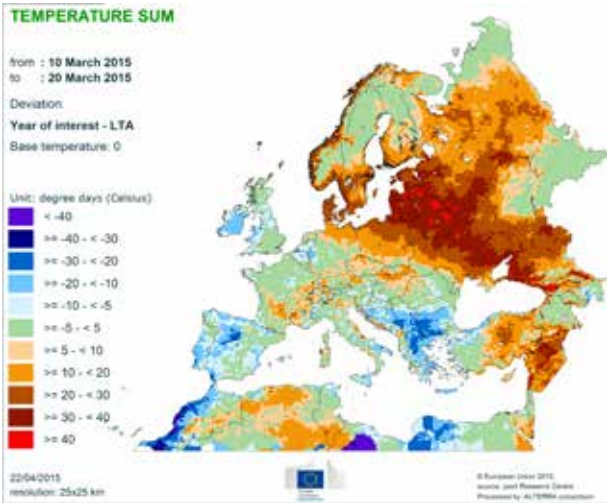 TEMPERATURE SUM
from : 10 March 2015
to : 20 March 2015
Deviation:
Year of interest - LTA
Base temperature: 0
Unit: degree days (Celsius)
< -40
>= -40 - < -30
>= -30 - < -20
>= -20 - < -10
>= -10 - < -5
>= -5 - < 5
>= 5 - < 10
>= 10 - < 20
>= 20 - < 30
>= 30 - < 40
>= 40
22/04/2015
resolution: 25x25 km
© European Union 2015
source: Joint Research Centre
Processed by ALTERRA consortium